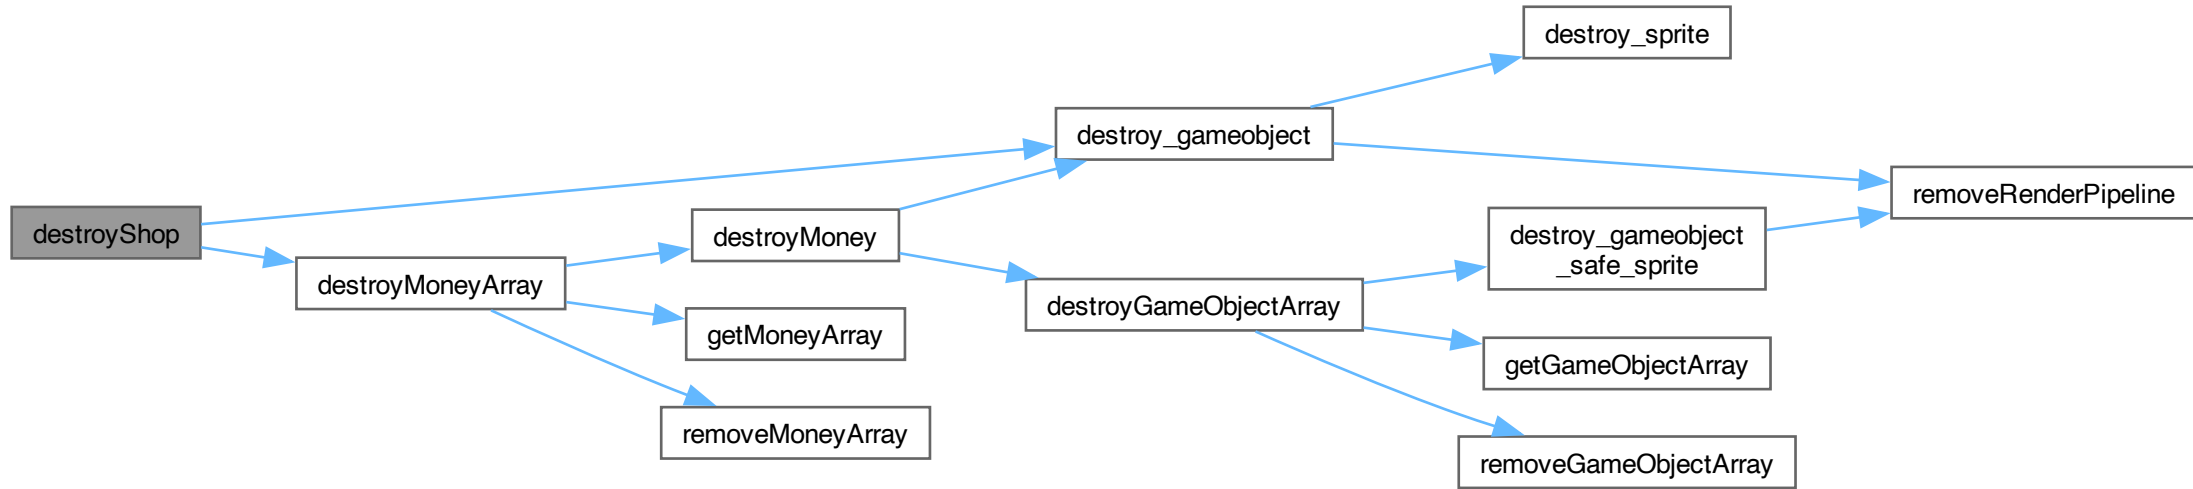 destroyShop
destroyMoneyArray
destroyMoney
getMoneyArray
removeMoneyArray
destroy_gameobject
destroyGameObjectArray
destroy_sprite
destroy_gameobject
_safe_sprite
getGameObjectArray
removeGameObjectArray
removeRenderPipeline